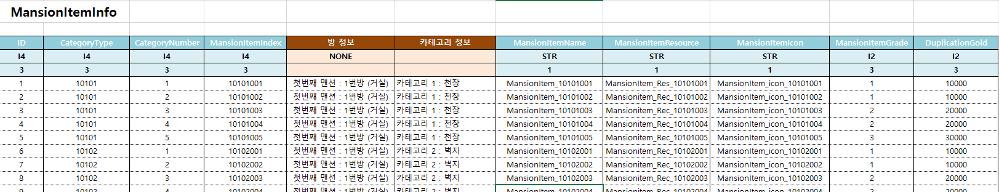 MansionItemInfo
ID CategoryType CategoryNumber MansionItemIndex 방 정보 카테고리 정보 MansionItemName MansionItemResource MansionItemIcon MansionItemGrade DuplicationGold
I4 I4 I4 I4 NONE STR STR STR I2 I2
3 3 3 3 1 1 1 3 3
1 10101 1 10101001 첫번째 맨션 : 1번방 (거실) 카테고리 1 : 천장 MansionItem_10101001 MansionItem_Res_10101001 MansionItem_icon_10101001 1 10000
2 10101 2 10101002 첫번째 맨션 : 1번방 (거실) 카테고리 1 : 천장 MansionItem_10101002 Mansionitem_Rec_10101002 MansionItem_icon_10101002 1 10000
3 10101 3 10101003 첫번째 맨션 : 1번방 (거실) 카테고리 1 : 천장 MansionItem_10101003 Mansionitem_Rec_10101003 MansionItem_icon_10101003 2 20000
4 10101 4 10101004 첫번째 맨션 : 1번방 (거실) 카테고리 1 : 천장 MansionItem_10101004 Mansionitem_Rec_10101004 MansionItem_icon_10101004 2 20000
5 10101 5 10101005 첫번째 맨션 : 1번방 (거실) 카테고리 1 : 천장 MansionItem_10101005 Mansionitem_Rec_10101005 MansionItem_icon_10101005 3 30000
6 10102 1 10102001 첫번째 맨션 : 1번방 (거실) 카테고리 2 : 벽지 MansionItem_10102001 Mansionitem_Rec_10102001 MansionItem_icon_10102001 1 10000
7 10102 2 10102002 첫번째 맨션 : 1번방 (거실) 카테고리 2 : 벽지 MansionItem_10102002 Mansionitem_Rec_10102002 MansionItem_icon_10102002 1 10000
8 10102 3 10102003 첫번째 맨션 : 1번방 (거실) 카테고리 2 : 벽지 MansionItem_10102003 Mansionitem_Rec_10102003 MansionItem_icon_10102003 2 20000
9 10102 4 10102004 첫번째 맨션 : 1번방 (거실) 카테고리 2 : 벽지 MansionItem_10102004 Mansionitem_Rec_10102004 MansionItem_icon_10102004 2 20000